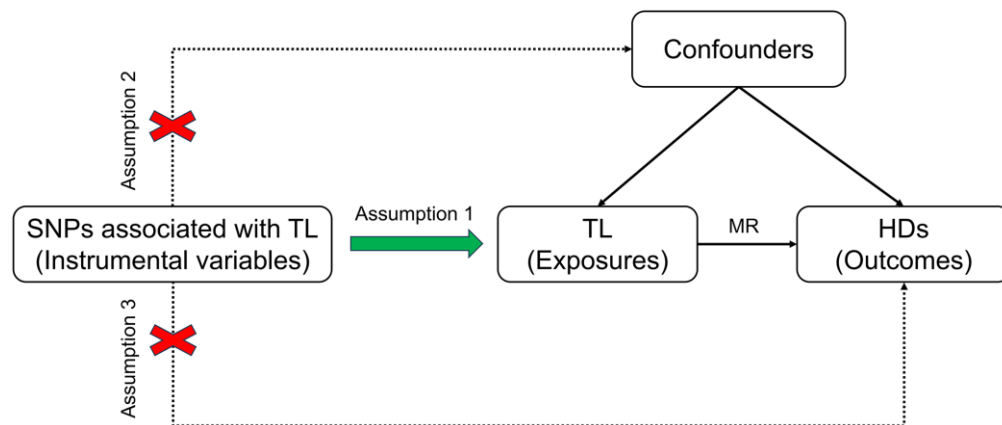 Confounders
Assumption 2
SNPs associated with TL
(Instrumental variables)
Assumption 1
TL
(Exposures)
MR
HDs
(Outcomes)
Assumption 3